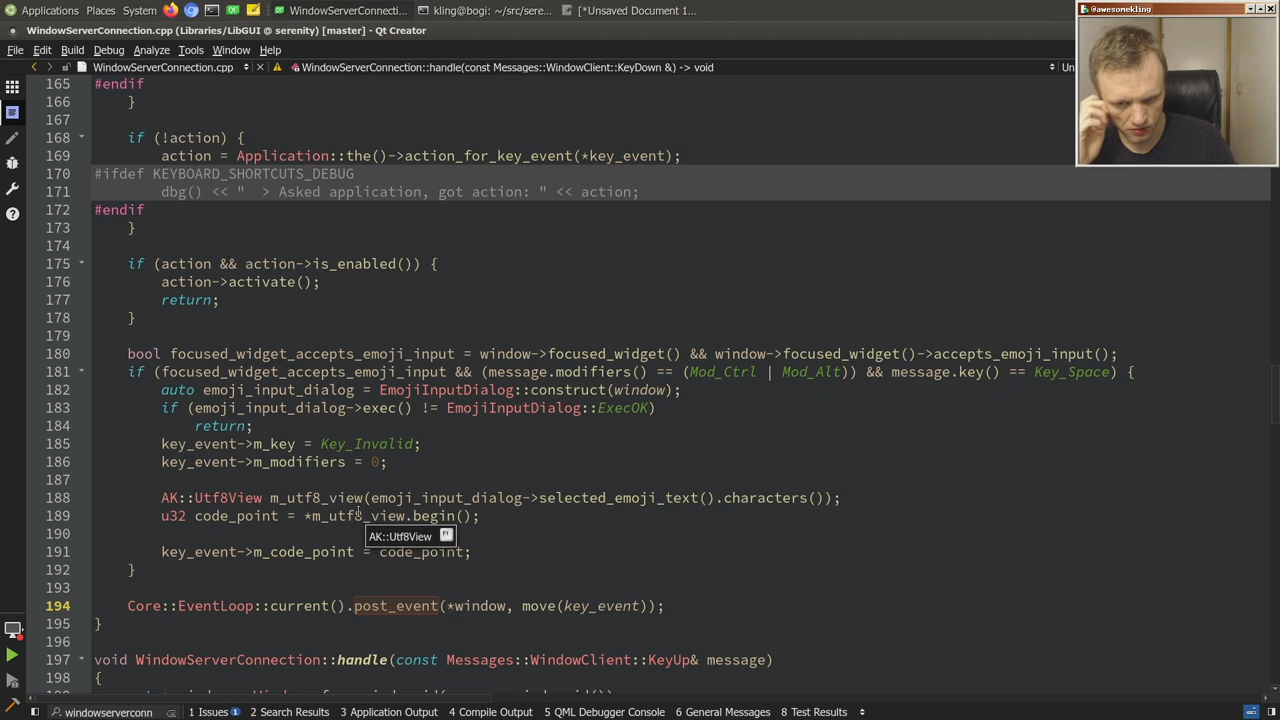 Applications Places System WindowServerConnecti... kling@bogi: ~/src/sere... [*Unsaved Document 1...
@awesomekling
WindowServerConnection.cpp (Libraries/LibGUI @ serenity) [master] - Qt Creator
File Edit Build Debug Analyze Tools Window Help
WindowServerConnection.cpp WindowServerConnection::handle(const Messages::WindowClient::KeyDown &) -> void Un
165 #endif
166 }
167
168 if (!action) {
169 action = Application::the()->action_for_key_event(*key_event);
170 #ifdef KEYBOARD_SHORTCUTS_DEBUG
171 dbg() << "  > Asked application, got action: " << action;
172 #endif
173 }
174
175 if (action && action->is_enabled()) {
176 action->activate();
177 return;
178 }
179
180 bool focused_widget_accepts_emoji_input = window->focused_widget() && window->focused_widget()->accepts_emoji_input();
181 if (focused_widget_accepts_emoji_input && (message.modifiers() == (Mod_Ctrl | Mod_Alt)) && message.key() == Key_Space) {
182 auto emoji_input_dialog = EmojiInputDialog::construct(window);
183 if (emoji_input_dialog->exec() != EmojiInputDialog::ExecOK)
184 return;
185 key_event->m_key = Key_Invalid;
186 key_event->m_modifiers = 0;
187
188 AK::Utf8View m_utf8_view(emoji_input_dialog->selected_emoji_text().characters());
189 u32 code_point = *m_utf8_view.begin();
190
AK::Utf8View F1
191 key_event->m_code_point = code_point;
192 }
193
194 Core::EventLoop::current().post_event(*window, move(key_event));
195 }
196
197 void WindowServerConnection::handle(const Messages::WindowClient::KeyUp& message)
198 {
windowserverconn 1 Issues 1 2 Search Results 3 Application Output 4 Compile Output 5 QML Debugger Console 6 General Messages 8 Test Results